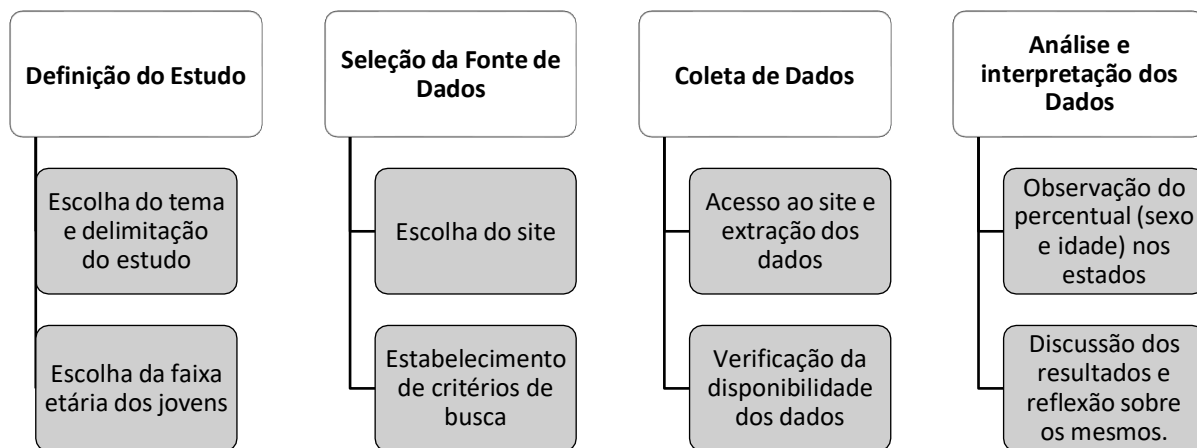 Definição do Estudo
Escolha do tema
e delimitação
do estudo
Escolha da faixa
etária dos jovens
Seleção da Fonte de
Dados
Escolha do site
Estabelecimento
de critérios de
busca
Coleta de Dados
Acesso ao site e
extração dos
dados
Verificação da
disponibilidade
dos dados
Análise e
interpretação dos
Dados
Observação do
percentual (sexo
e idade) nos
estados
Discussão dos
resultados e
reflexão sobre
os mesmos.